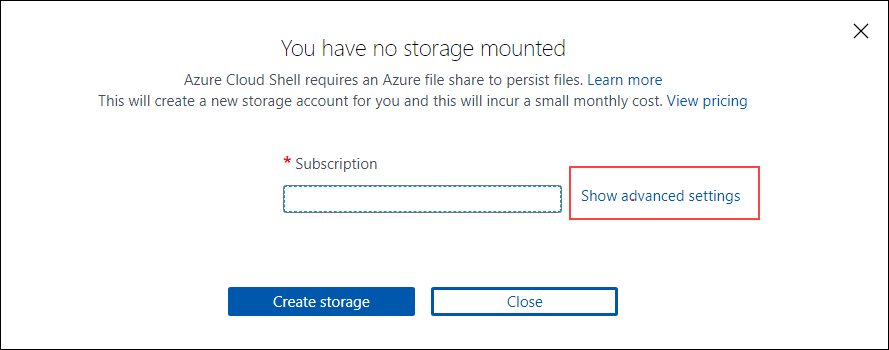 You have no storage mounted
Azure Cloud Shell requires an Azure file share to persist files. Learn more
This will create a new storage account for you and this will incur a small monthly cost. View pricing
* Subscription
Show advanced settings
Create storage
Close